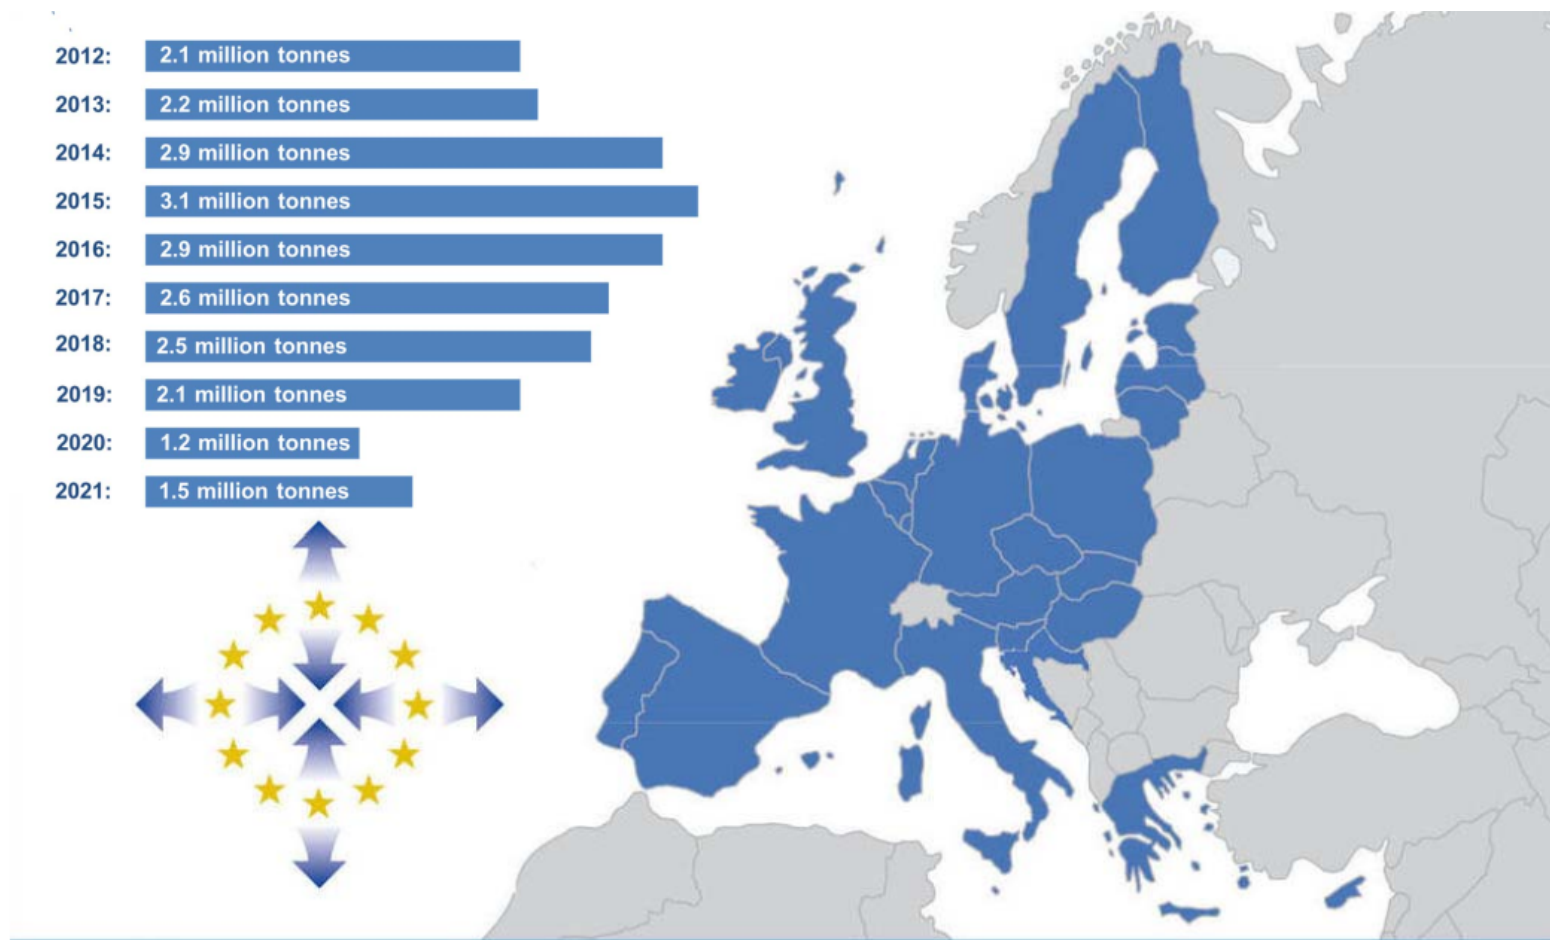 2012: 2.1 million tonnes
2013: 2.2 million tonnes
2014: 2.9 million tonnes
2015: 3.1 million tonnes
2016: 2.9 million tonnes
2017: 2.6 million tonnes
2018: 2.5 million tonnes
2019: 2.1 million tonnes
2020: 1.2 million tonnes
2021: 1.5 million tonnes